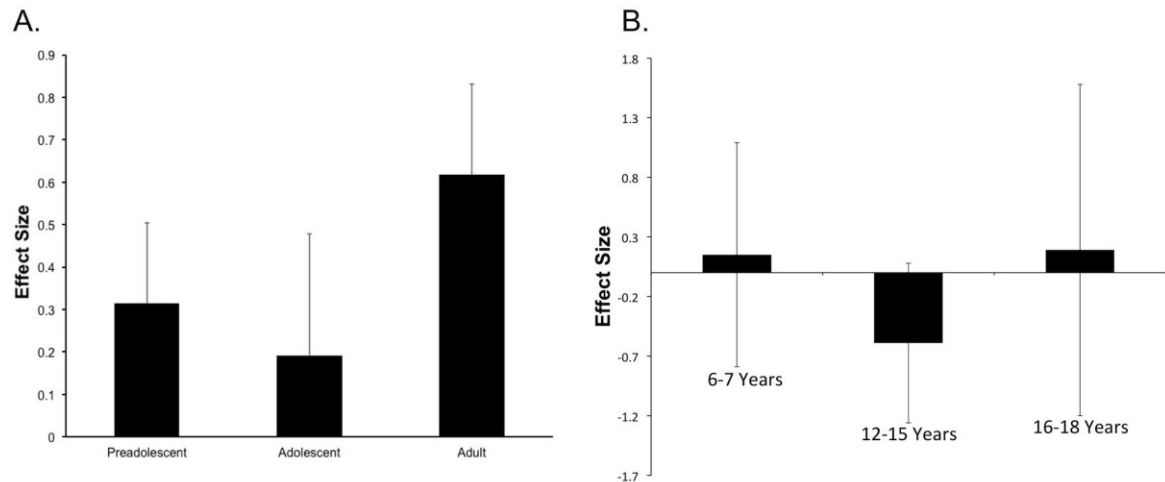 A.
Effect Size
0.9
0.8
0.7
0.6
0.5
0.4
0.3
0.2
0.1
0
Preadolescent Adolescent Adult
B.
Effect Size
1.8
1.3
0.8
0.3
-0.2
-0.7
-1.2
-1.7
6-7 Years
12-15 Years
16-18 Years